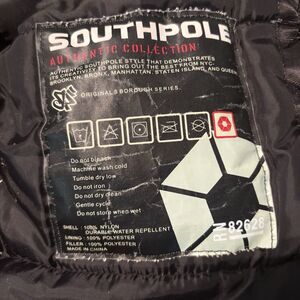 SOUTHPOLE
AUTHENTIC COLLECTION
AUTHENTIC SOUTHPOLE STYLE THAT DEMONSTRATES
ITS CREATIVITY TO BRING OUT THE BEST FROM NYC.
BROOKLYN, BRONX, MANHATTAN, STATEN ISLAND, AND QUEENS
ORIGINALS BOROUGH SERIES.
Do not bleach
Machine wash cold
Tumble dry low
Do not iron
Do not dry clean
Gentle cycle
Do not store when wet
SHELL : 100% NYLON
DURABLE WATER REPELLENT
LINING : 100% POLYESTER
FILLER : 100% POLYESTER
MADE IN CHINA
RN 82628